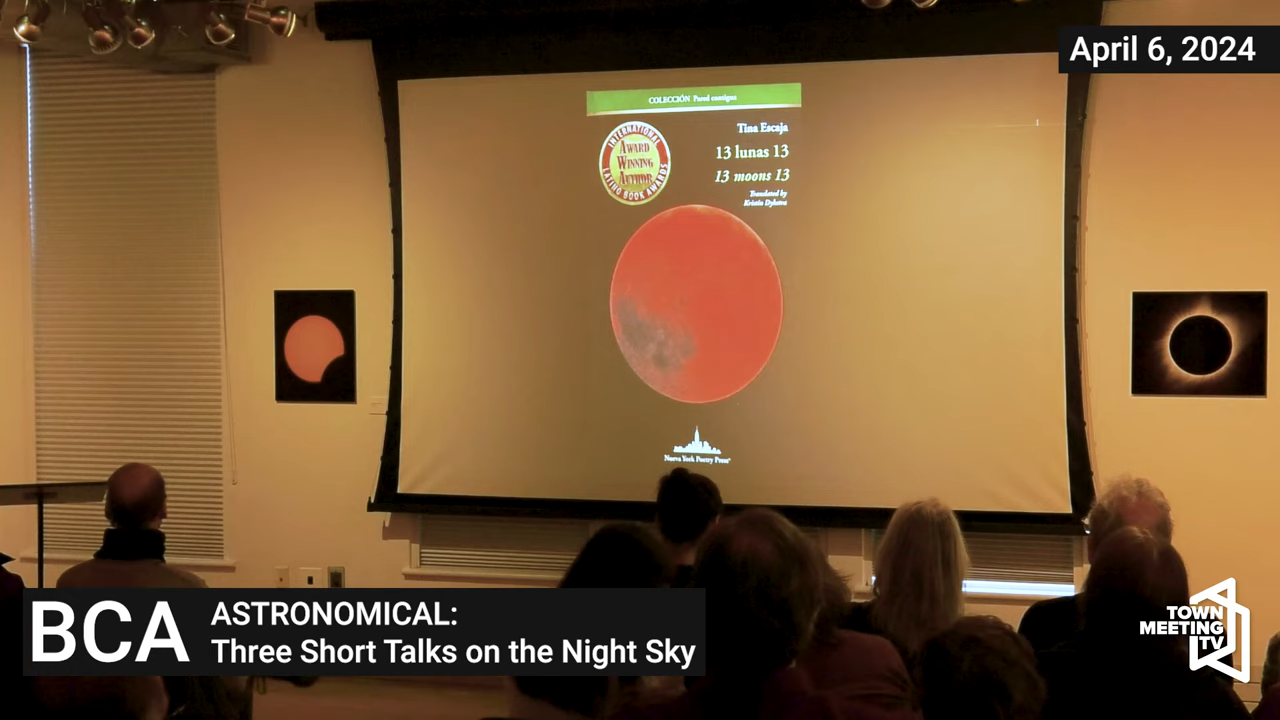 April 6, 2024
COLECCIÓN Pared contigua
INTERNATIONAL
AWARD
WINNING
AUTHOR
LATINO BOOK AWARDS
Tina Escaja
13 lunas 13
13 moons 13
Translated by
Kristin Dykstra
Nueva York Poetry Press
BCA
ASTRONOMICAL:
Three Short Talks on the Night Sky
TOWN
MEETING
TV